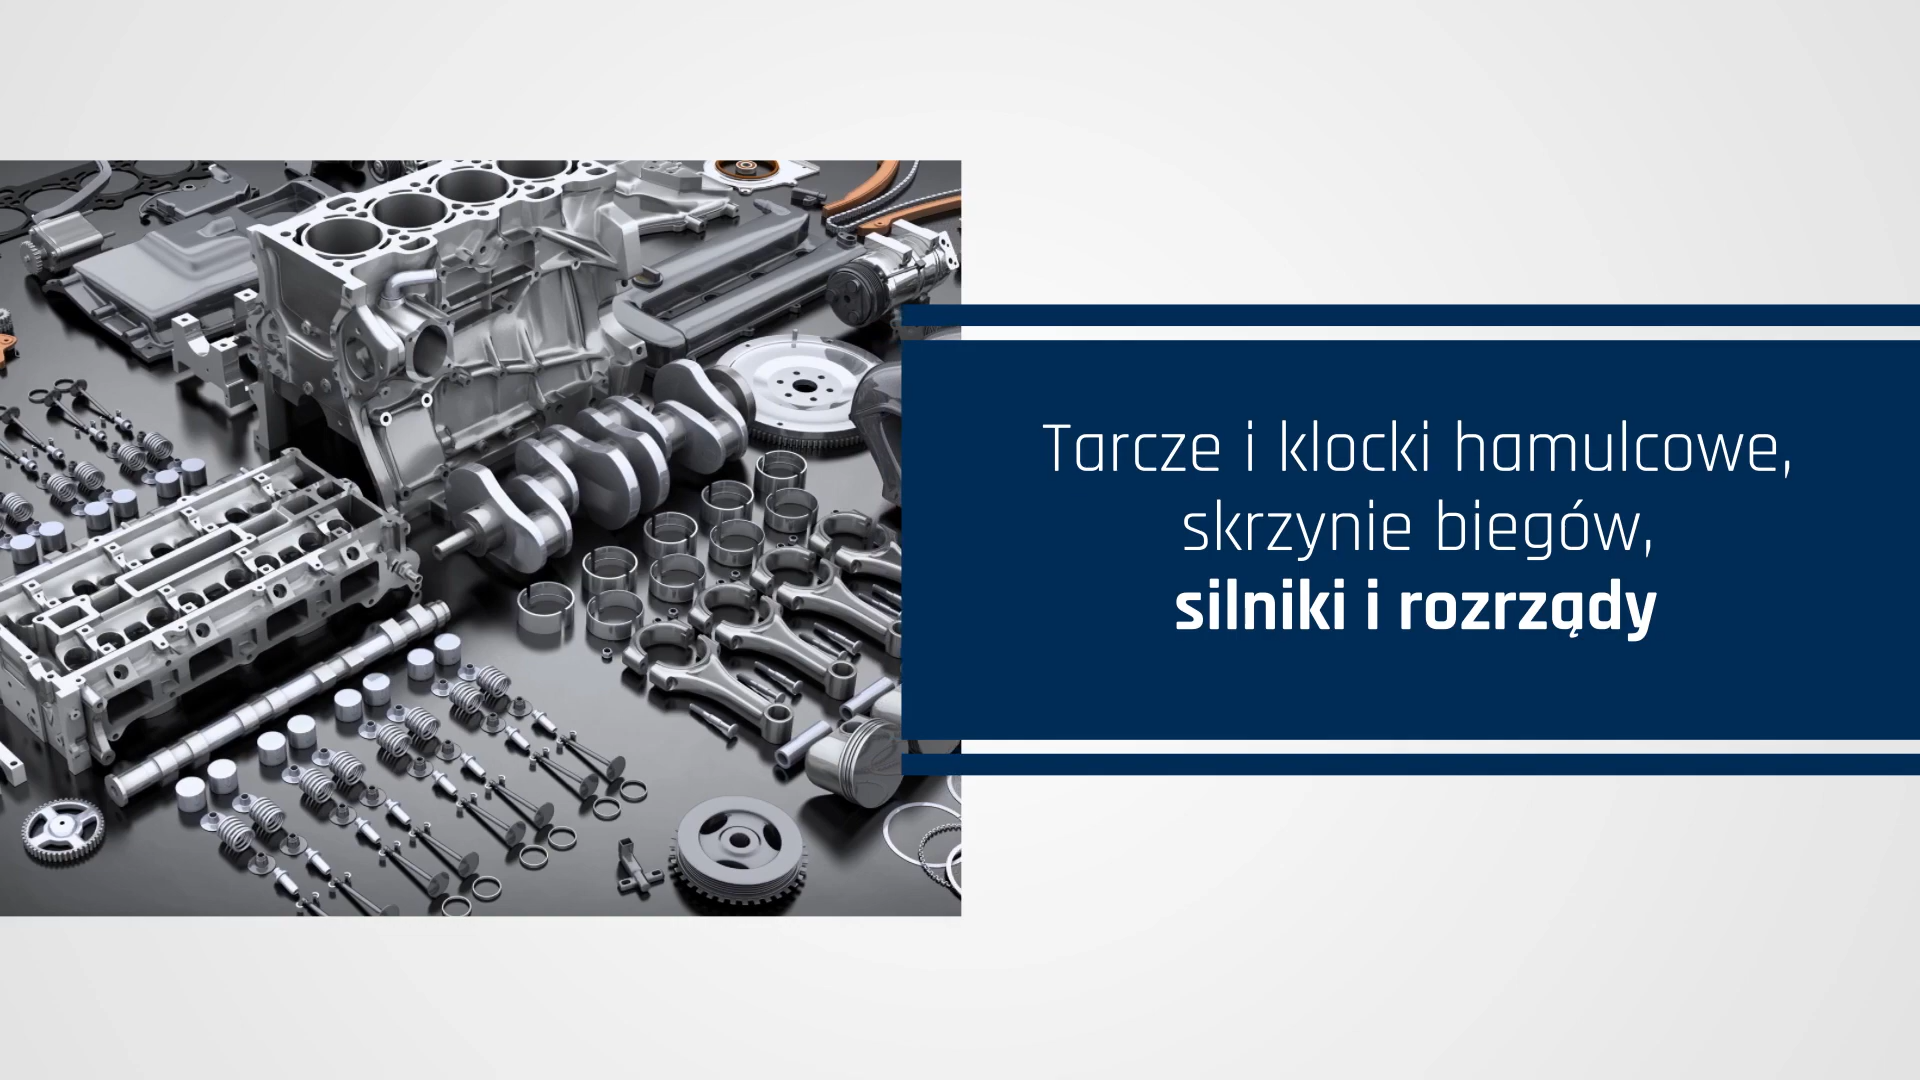 Tarcze i klocki hamulcowe,
skrzynie biegów,
silniki i rozrządy